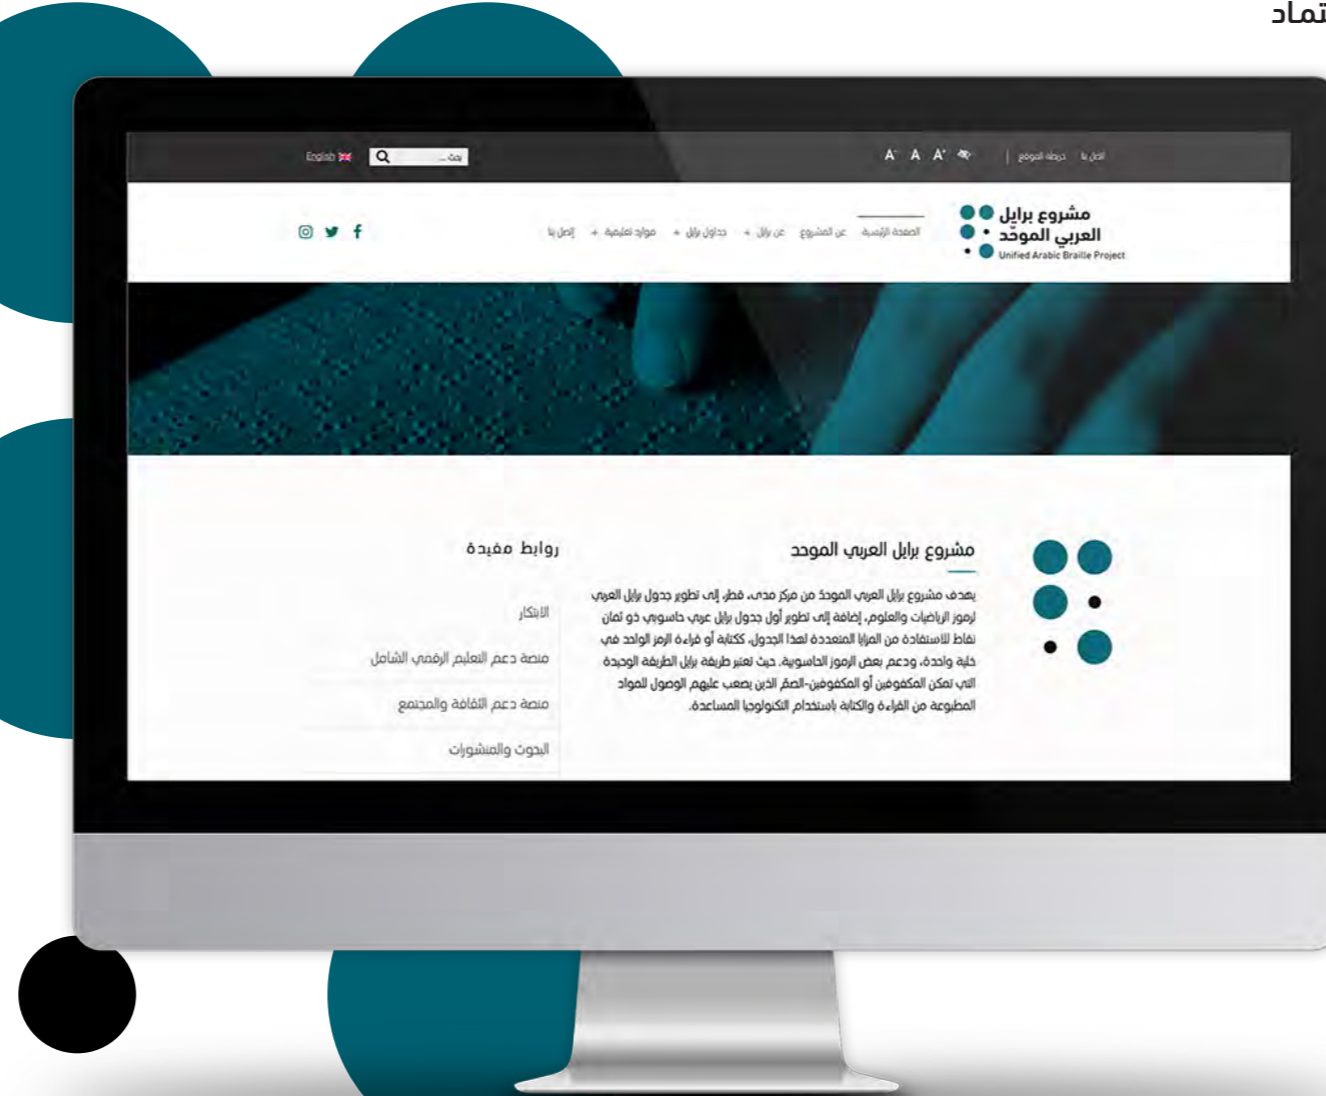 تماد
اتصل بنا خريطة الموقع | A⁺ A A⁻ بحث ... English
مشروع برايل
العربي الموحّد
Unified Arabic Braille Project
الصفحة الرئيسية عن المشروع عن برايل + جداول برايل + موارد تعليمية + إتصل بنا
مشروع برايل العربي الموحد
يهدف مشروع برايل العربي الموحدّ من مركز مدى، قطر، إلى تطوير جدول برايل العربي
لرموز الرياضيات والعلوم، إضافة إلى تطوير أول جدول برايل عربي حاسوبي ذو ثمان
نقاط للاستفادة من المزايا المتعددة لهذا الجدول، ككتابة أو قراءة الرمز الواحد في
خلية واحدة، ودعم بعض الرموز الحاسوبية. حيث تعتبر طريقة برايل الطريقة الوحيدة
التي تمكن المكفوفين أو المكفوفين-الصمّ الذين يصعب عليهم الوصول للمواد
المطبوعة من القراءة والكتابة باستخدام التكنولوجيا المساعدة.
روابط مفيدة
الابتكار
منصة دعم التعليم الرقمي الشامل
منصة دعم الثقافة والمجتمع
البحوث والمنشورات